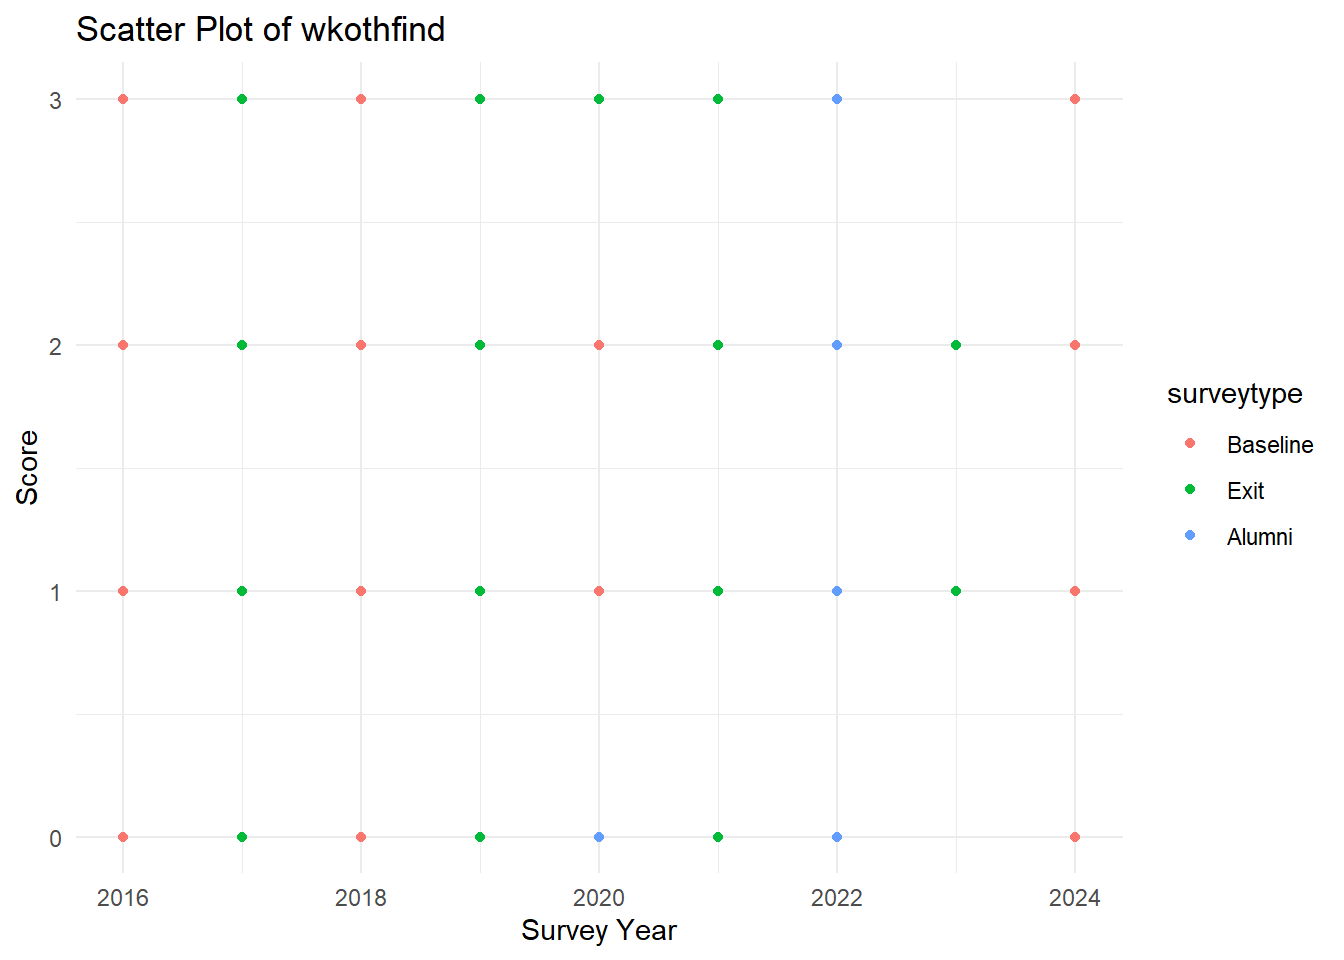 Scatter Plot of wkothfind
3
2
1
0
Score
2016 2018 2020 2022 2024
Survey Year
surveytype
Baseline
Exit
Alumni